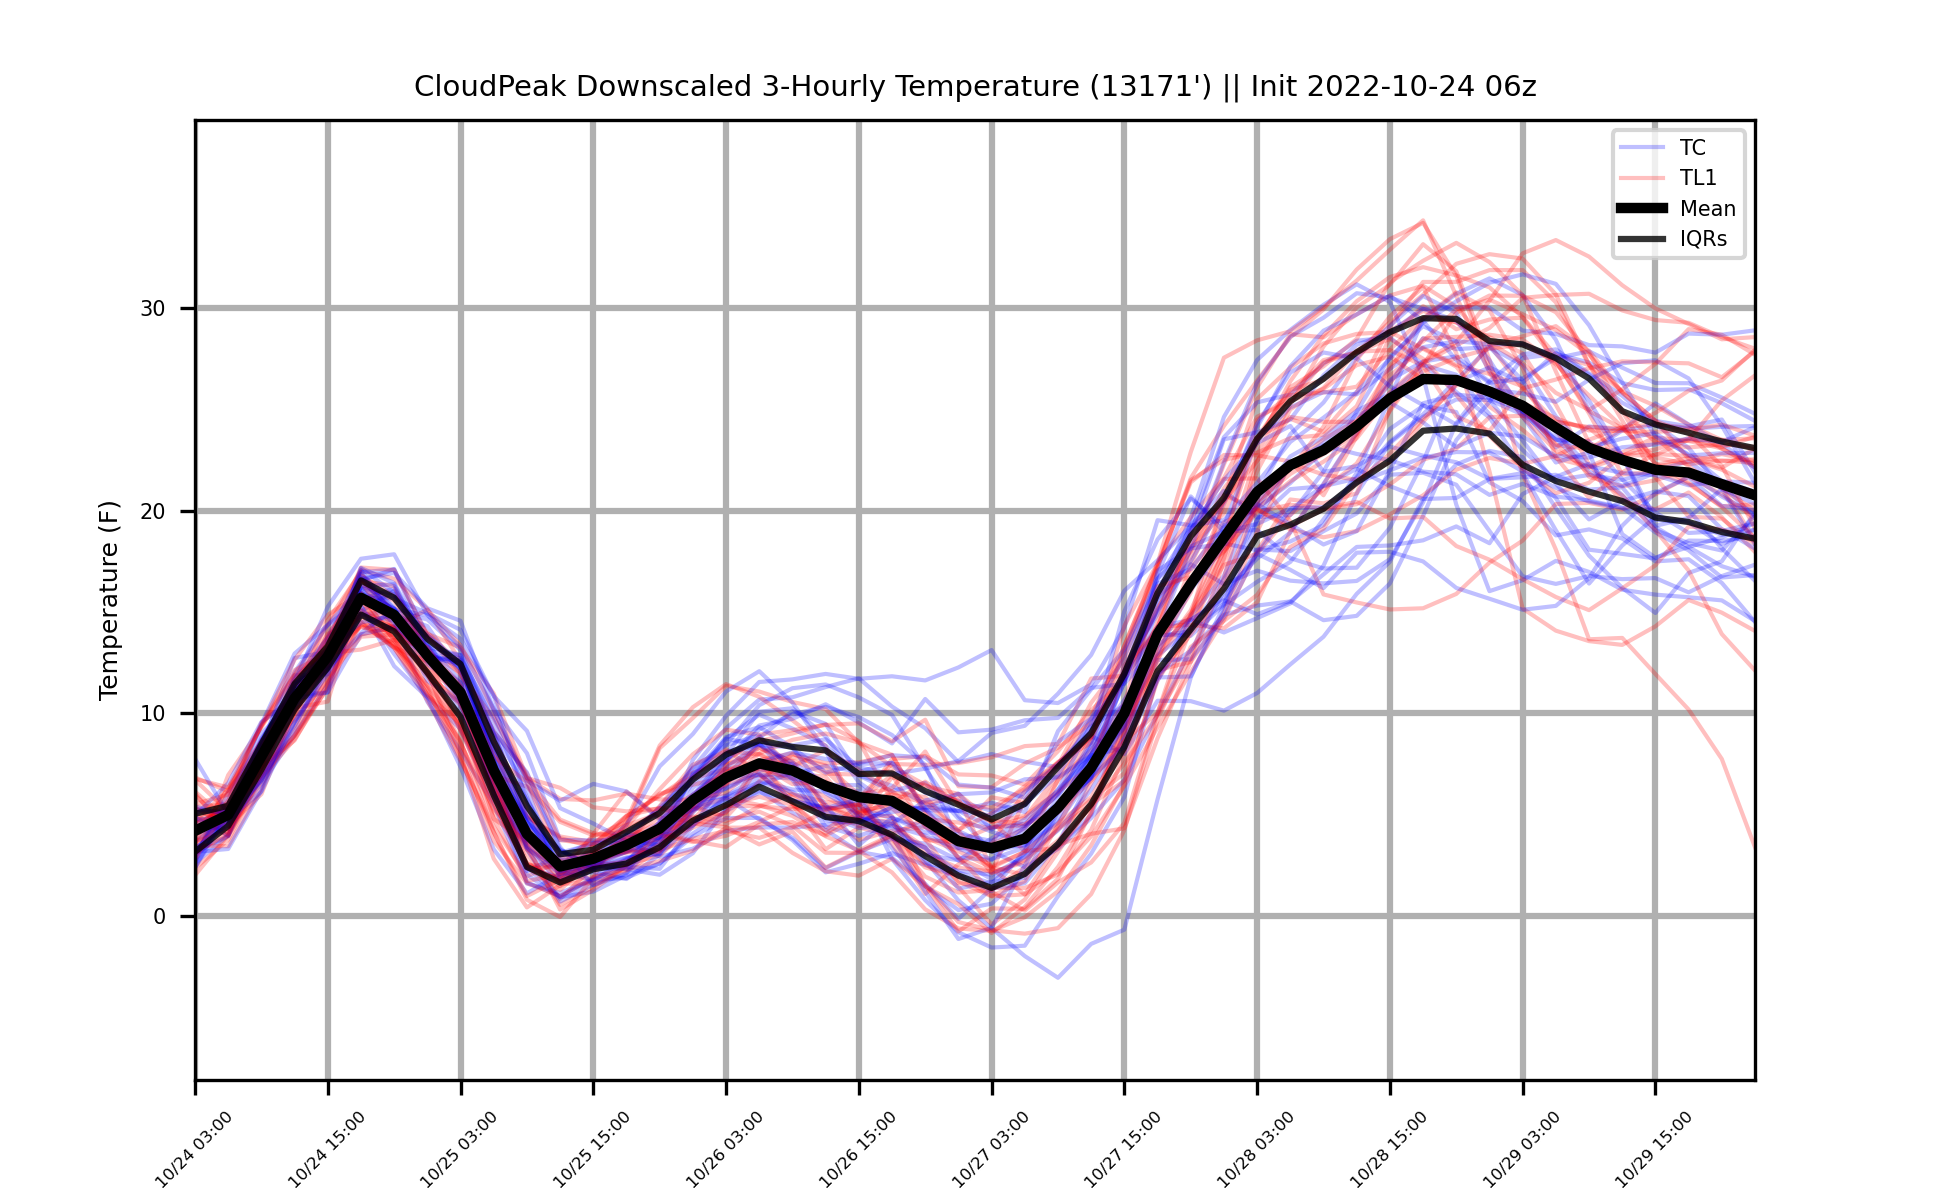 CloudPeak Downscaled 3-Hourly Temperature (13171') || Init 2022-10-24 06z
TC
TL1
Mean
IQRs
Temperature (F)
30
20
10
0
10/24 03:00
10/24 15:00
10/25 03:00
10/25 15:00
10/26 03:00
10/26 15:00
10/27 03:00
10/27 15:00
10/28 03:00
10/28 15:00
10/29 03:00
10/29 15:00